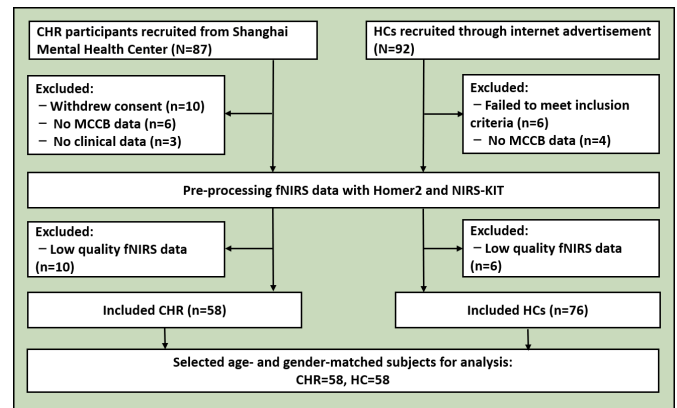 CHR participants recruited from Shanghai
Mental Health Center (N=87)
HCs recruited through internet advertisement
(N=92)
Excluded:
– Withdrew consent (n=10)
– No MCCB data (n=6)
– No clinical data (n=3)
Excluded:
– Failed to meet inclusion
criteria (n=6)
– No MCCB data (n=4)
Pre-processing fNIRS data with Homer2 and NIRS-KIT
Excluded:
– Low quality fNIRS data
(n=10)
Excluded:
– Low quality fNIRS data
(n=6)
Included CHR (n=58)
Included HCs (n=76)
Selected age- and gender-matched subjects for analysis:
CHR=58, HC=58